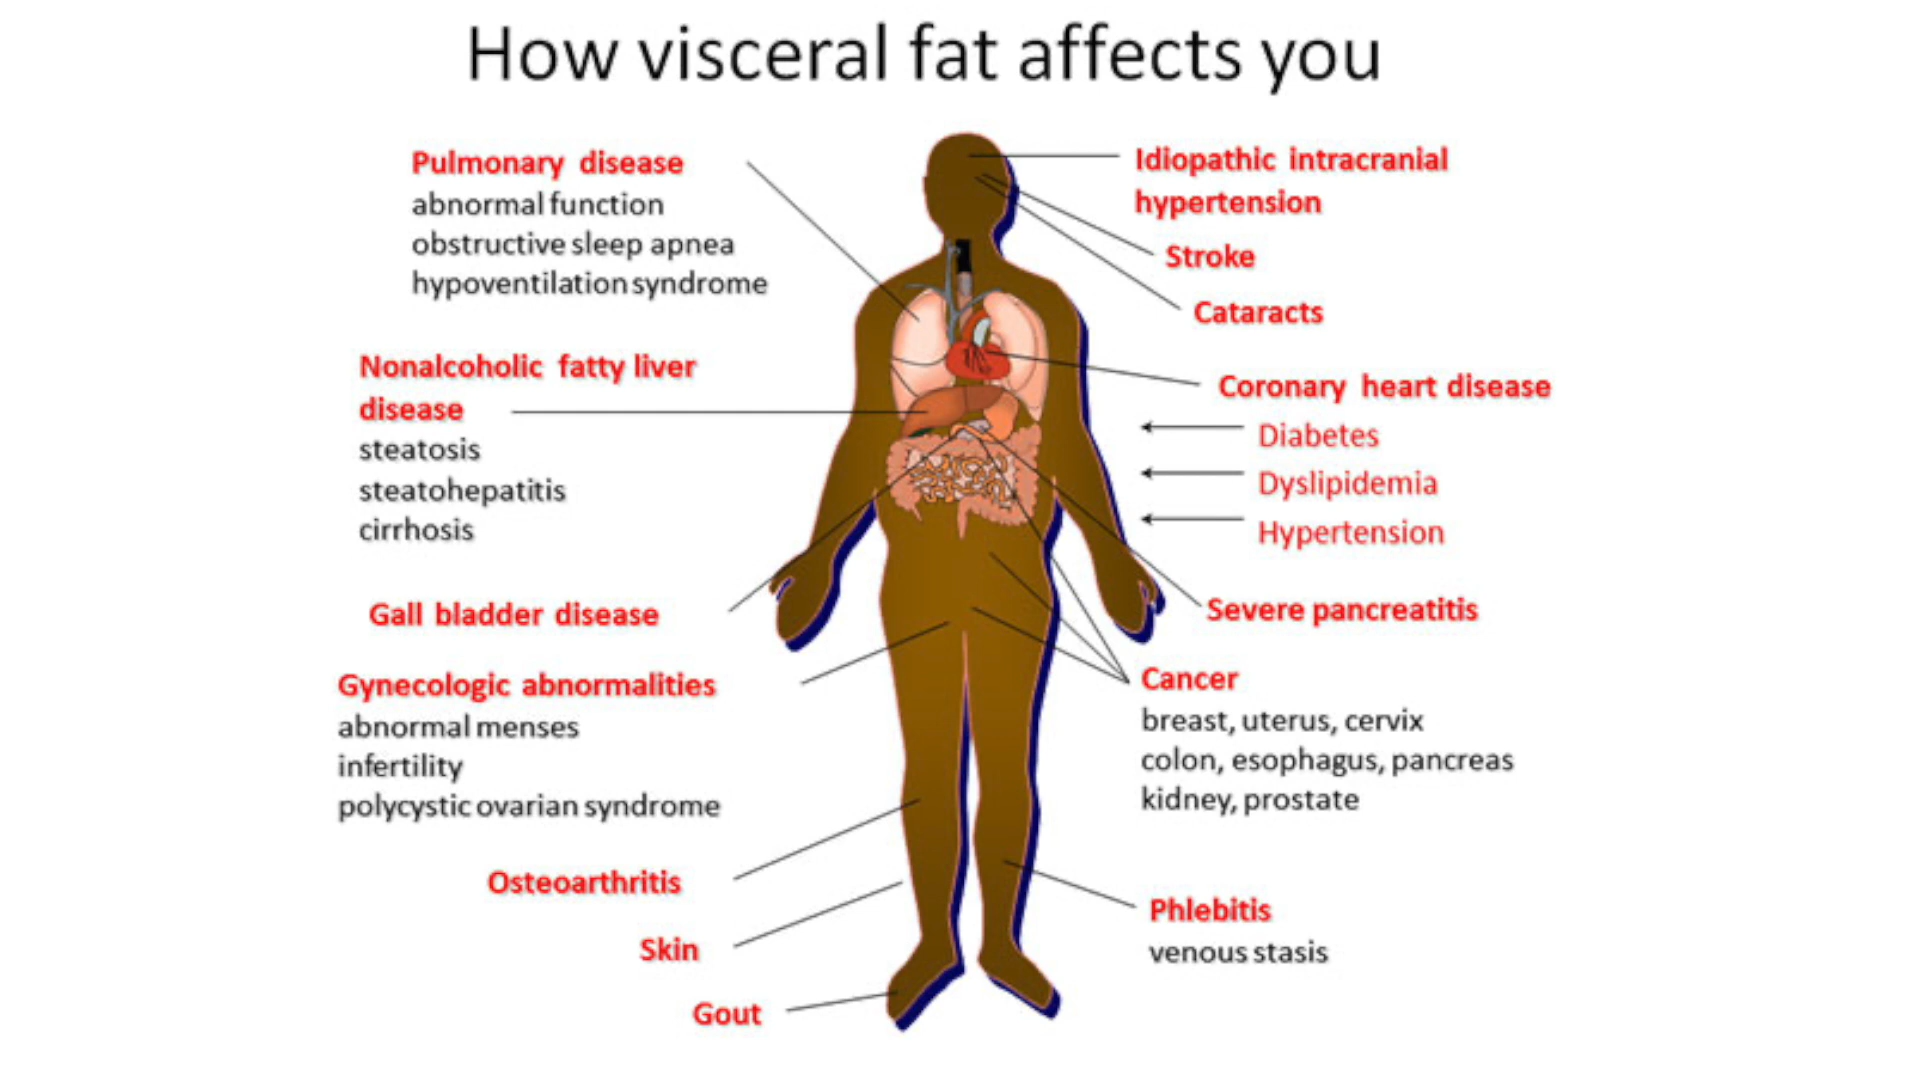 How visceral fat affects you
Pulmonary disease
abnormal function
obstructive sleep apnea
hypoventilation syndrome
Nonalcoholic fatty liver
disease
steatosis
steatohepatitis
cirrhosis
Gall bladder disease
Gynecologic abnormalities
abnormal menses
infertility
polycystic ovarian syndrome
Osteoarthritis
Skin
Gout
Idiopathic intracranial
hypertension
Stroke
Cataracts
Coronary heart disease
Diabetes
Dyslipidemia
Hypertension
Severe pancreatitis
Cancer
breast, uterus, cervix
colon, esophagus, pancreas
kidney, prostate
Phlebitis
venous stasis